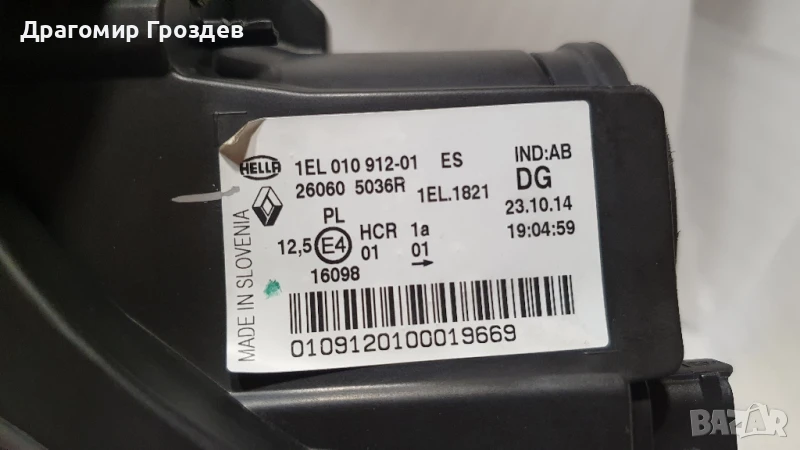 Драгомир Гроздев
HELLA 1EL 010 912-01 ES IND:AB
26060 5036R 1EL.1821 DG
23.10.14
PL
12,5 E4 HCR 1a 19:04:59
01 01
16098
MADE IN SLOVENIA
0109120100019669
BAZAR